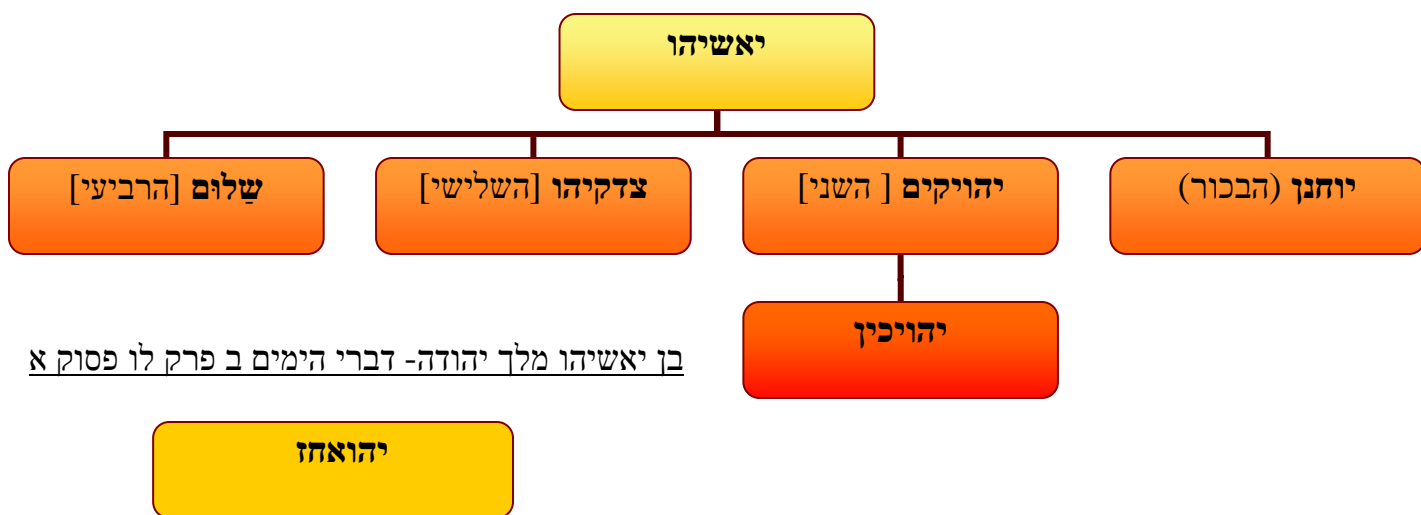 יאשיהו
יוחנן (הבכור)
יהויקים [ השני]
צדקיהו [השלישי]
שַלוּם [הרביעי]
יהויכין
בן יאשיהו מלך יהודה- דברי הימים ב פרק לו פסוק א
יהואחז